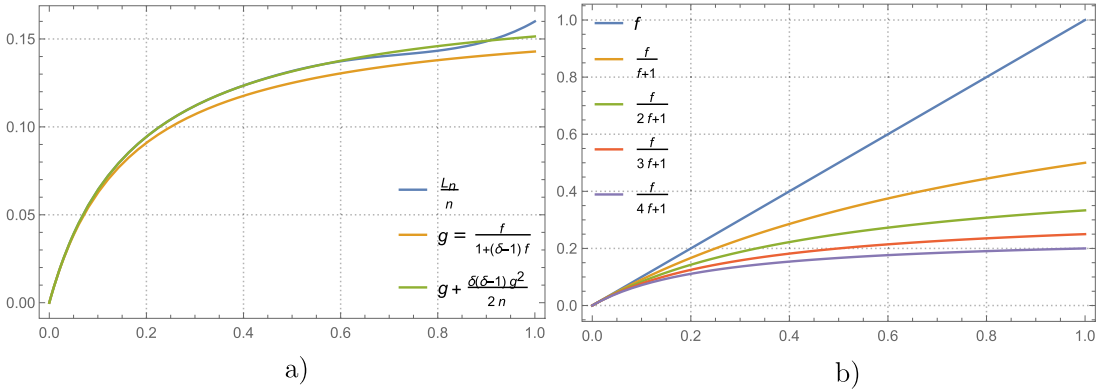 0.15
0.10
0.05
0.00
0.0 0.2 0.4 0.6 0.8 1.0
Ln/n
g = f/(1+(δ−1) f)
g + δ(δ−1) g²/(2 n)
a)
1.0
0.8
0.6
0.4
0.2
0.0
0.0 0.2 0.4 0.6 0.8 1.0
f
f/(f+1)
f/(2 f+1)
f/(3 f+1)
f/(4 f+1)
b)